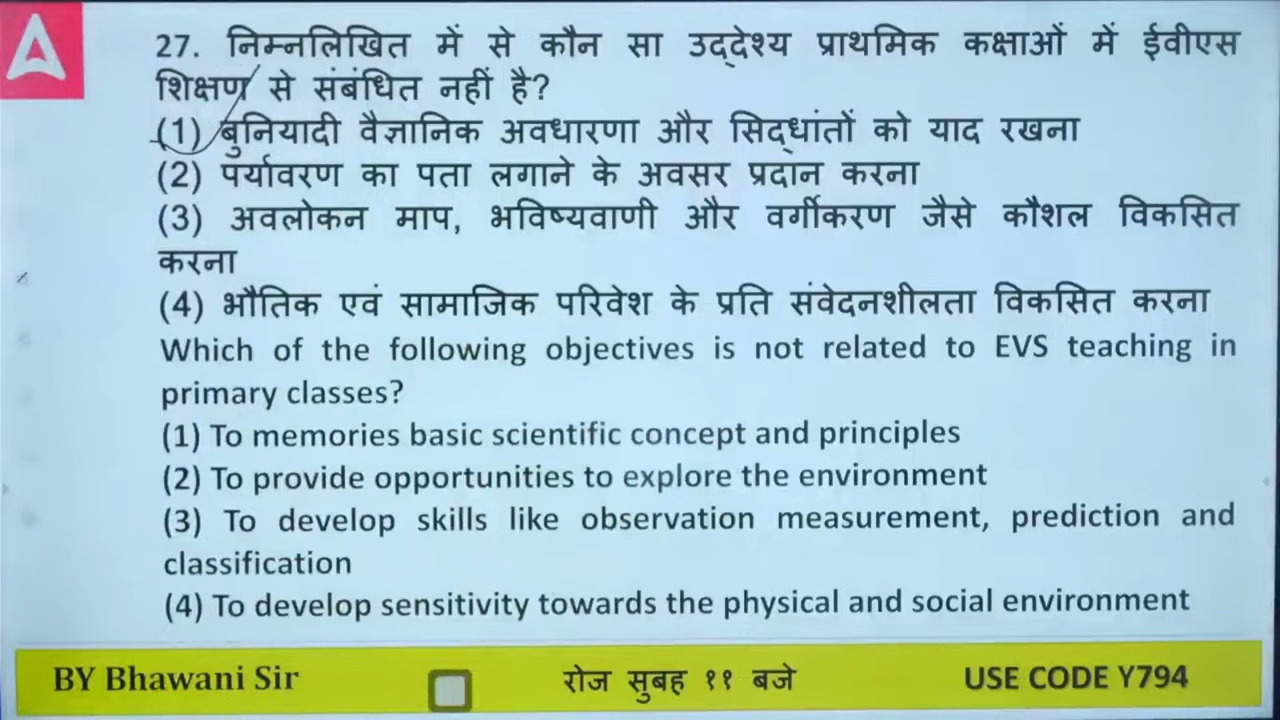 27. निम्नलिखित में से कौन सा उद्देश्य प्राथमिक कक्षाओं में ईवीएस
शिक्षण से संबंधित नहीं है?
(1) बुनियादी वैज्ञानिक अवधारणा और सिद्धांतों को याद रखना
(2) पर्यावरण का पता लगाने के अवसर प्रदान करना
(3) अवलोकन माप, भविष्यवाणी और वर्गीकरण जैसे कौशल विकसित
करना
(4) भौतिक एवं सामाजिक परिवेश के प्रति संवेदनशीलता विकसित करना
Which of the following objectives is not related to EVS teaching in
primary classes?
(1) To memories basic scientific concept and principles
(2) To provide opportunities to explore the environment
(3) To develop skills like observation measurement, prediction and
classification
(4) To develop sensitivity towards the physical and social environment
BY Bhawani Sir रोज सुबह ११ बजे USE CODE Y794